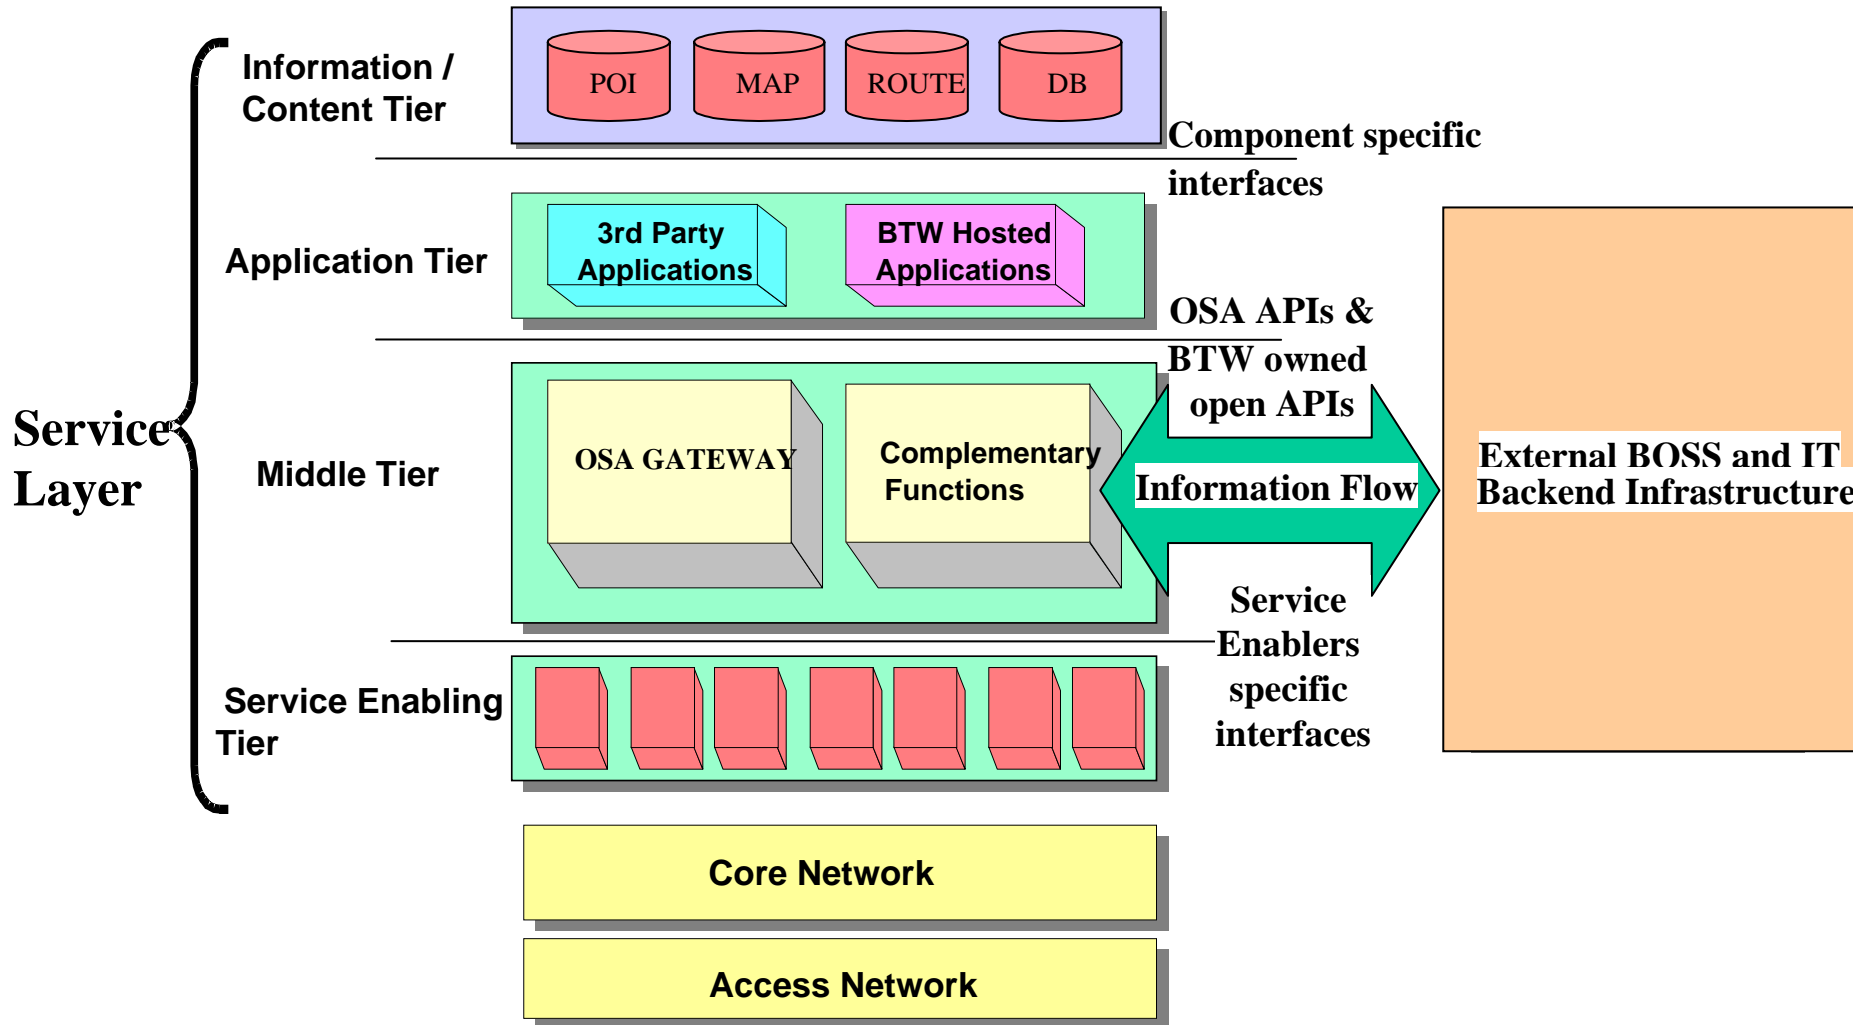 Information /
Content Tier
POI
MAP
ROUTE
DB
Component specific
interfaces
Application Tier
3rd Party
Applications
BTW Hosted
Applications
OSA APIs &
BTW owned
open APIs
Service
Layer
Middle Tier
OSA GATEWAY
Complementary
Functions
Information Flow
External BOSS and IT
Backend Infrastructure
Service
Enablers
specific
interfaces
Service Enabling
Tier
Core Network
Access Network